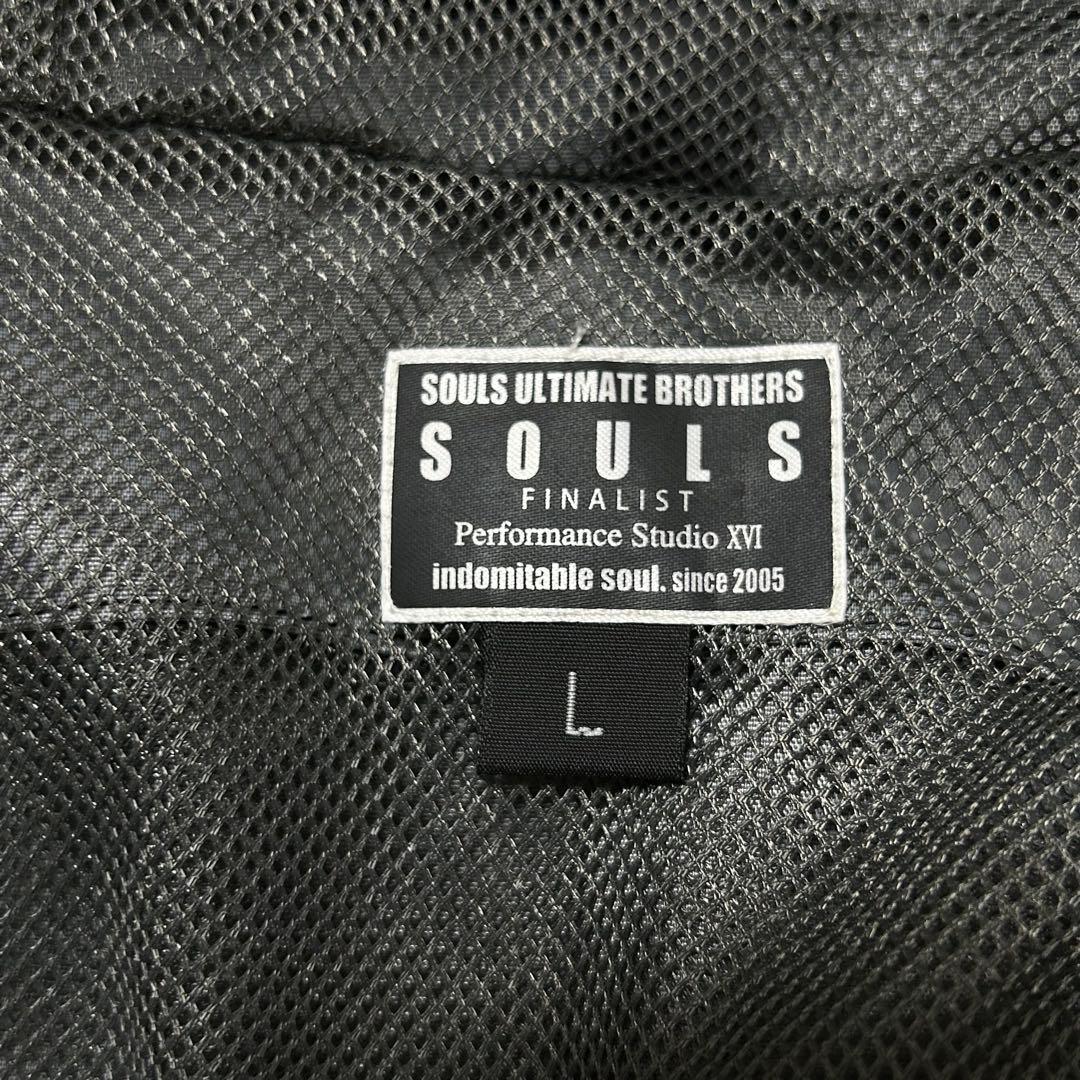 SOULS ULTIMATE BROTHERS
SOULS
FINALIST
Performance Studio XVI
indomitable soul. since 2005
L